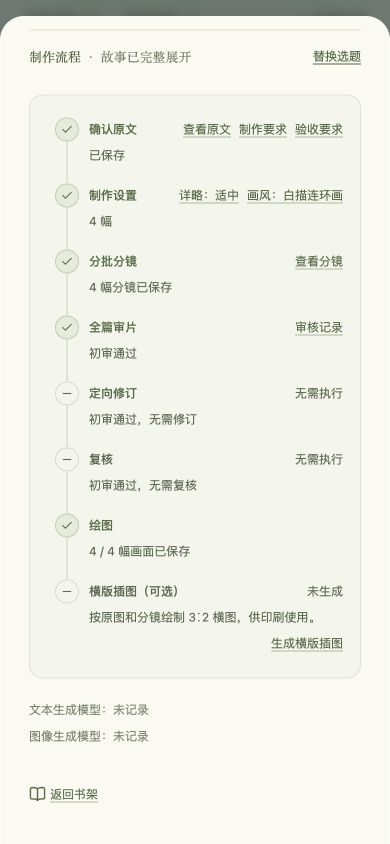 制作流程 · 故事已完整展开 替换选题
确认原文 查看原文 制作要求 验收要求
已保存
制作设置 详略：适中 画风：白描连环画
4 幅
分批分镜 查看分镜
4 幅分镜已保存
全篇审片 审核记录
初审通过
定向修订 无需执行
初审通过，无需修订
复核 无需执行
初审通过，无需复核
绘图
4 / 4 幅画面已保存
横版插图（可选） 未生成
按原图和分镜绘制 3:2 横图，供印刷使用。
生成横版插图
文本生成模型：未记录
图像生成模型：未记录
返回书架